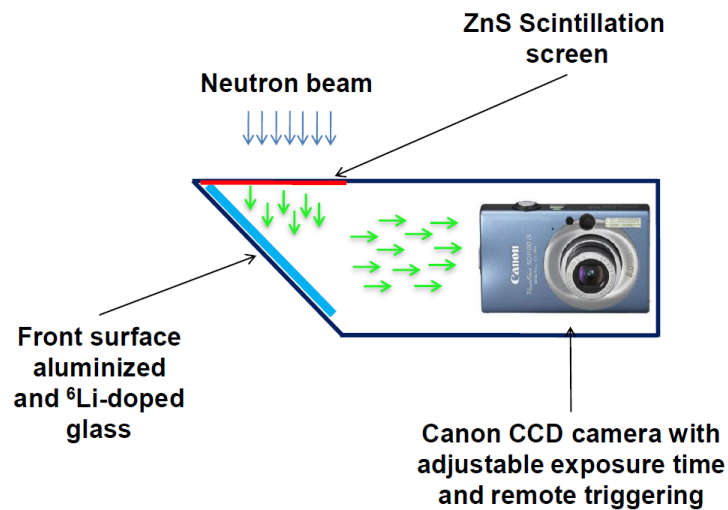 ZnS Scintillation
screen
Neutron beam
Canon
Front surface
aluminized
and ⁶Li-doped
glass
Canon CCD camera with
adjustable exposure time
and remote triggering